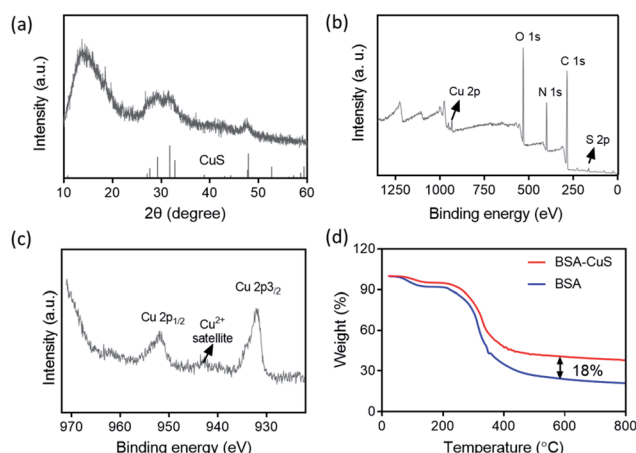 (a)
Intensity (a.u.)
CuS
10 20 30 40 50 60
2θ (degree)
(b)
Intensity (a. u.)
O 1s
C 1s
N 1s
Cu 2p
S 2p
1250 1000 750 500 250 0
Binding energy (eV)
(c)
Intensity (a.u.)
Cu 2p3/2
Cu 2p1/2
Cu2+
satellite
970 960 950 940 930
Binding energy (eV)
(d)
Weight (%)
120
90
60
30
0
BSA-CuS
BSA
18%
0 200 400 600 800
Temperature (°C)